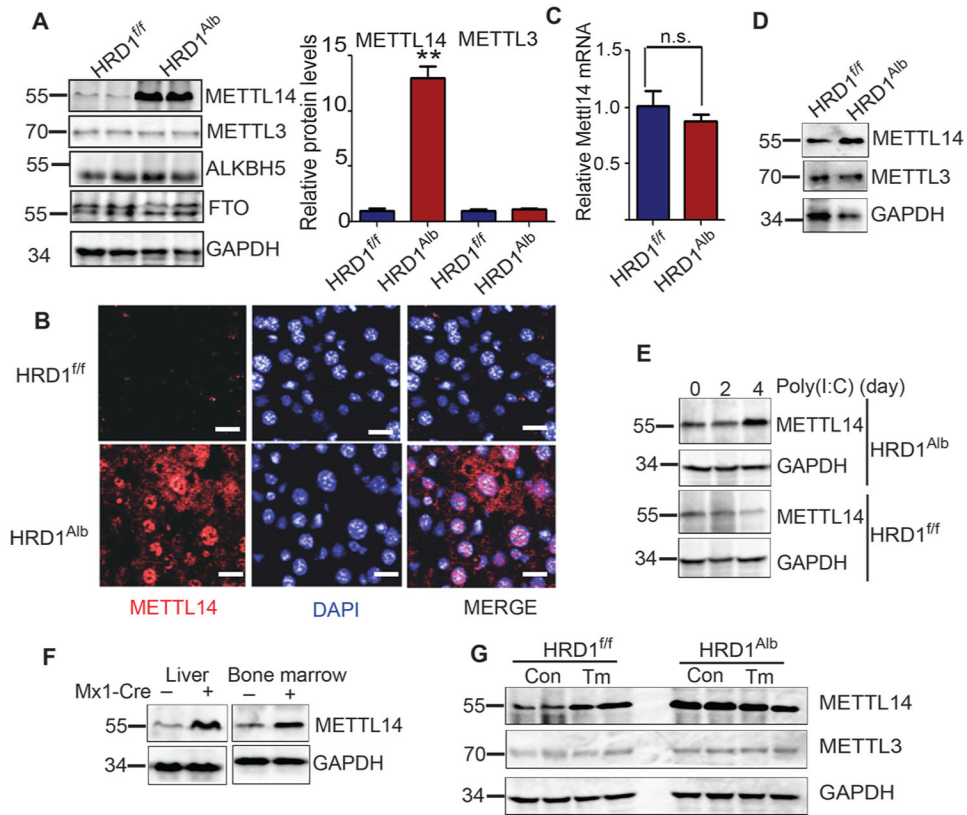 A
HRD1f/f HRD1Alb
55 METTL14
70 METTL3
55 ALKBH5
55 FTO
34 GAPDH
Relative protein levels
15
10
5
0
METTL14 METTL3
**
HRD1f/f HRD1Alb HRD1f/f HRD1Alb
C
Relative Mettl14 mRNA
1.5
1.0
0.5
n.s.
HRD1f/f HRD1Alb
D
HRD1f/f HRD1Alb
55 METTL14
70 METTL3
34 GAPDH
B
HRD1f/f
HRD1Alb
METTL14 DAPI MERGE
E
0 2 4 Poly(I:C) (day)
55 METTL14
34 GAPDH
HRD1Alb
55 METTL14
34 GAPDH
HRD1f/f
F
Liver Bone marrow
Mx1-Cre – + – +
55 METTL14
34 GAPDH
G
HRD1f/f HRD1Alb
Con Tm Con Tm
55 METTL14
70 METTL3
34 GAPDH